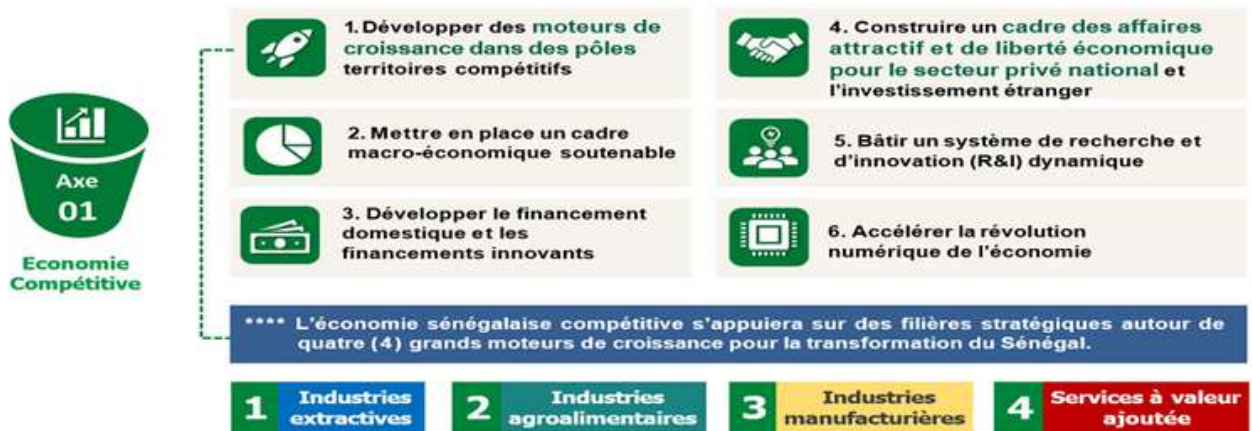 Axe
01
Economie
Compétitive
1.Développer des moteurs de
croissance dans des pôles
territoires compétitifs
2. Mettre en place un cadre
macro-économique soutenable
3. Développer le financement
domestique et les
financements innovants
4. Construire un cadre des affaires
attractif et de liberté économique
pour le secteur privé national et
l'investissement étranger
5. Bâtir un système de recherche et
d'innovation (R&I) dynamique
6. Accélérer la révolution
numérique de l'économie
**** L'économie sénégalaise compétitive s'appuiera sur des filières stratégiques autour de
quatre (4) grands moteurs de croissance pour la transformation du Sénégal.
1 Industries
extractives
2 Industries
agroalimentaires
3 Industries
manufacturières
4 Services à valeur
ajoutée